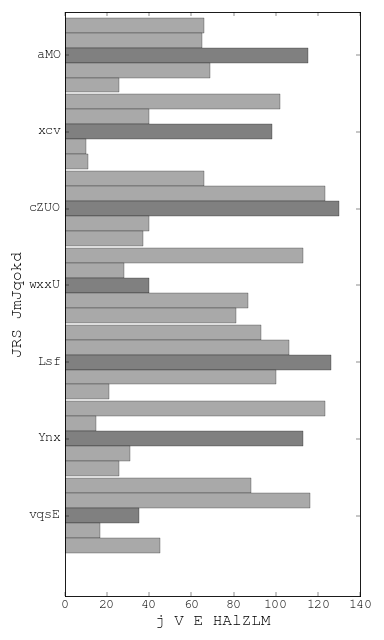 aMO
xcv
cZUO
wxxU
Lsf
Ynx
vqsE
JRS JmJqokd
0 20 40 60 80 100 120 140
j V E HAlZLM